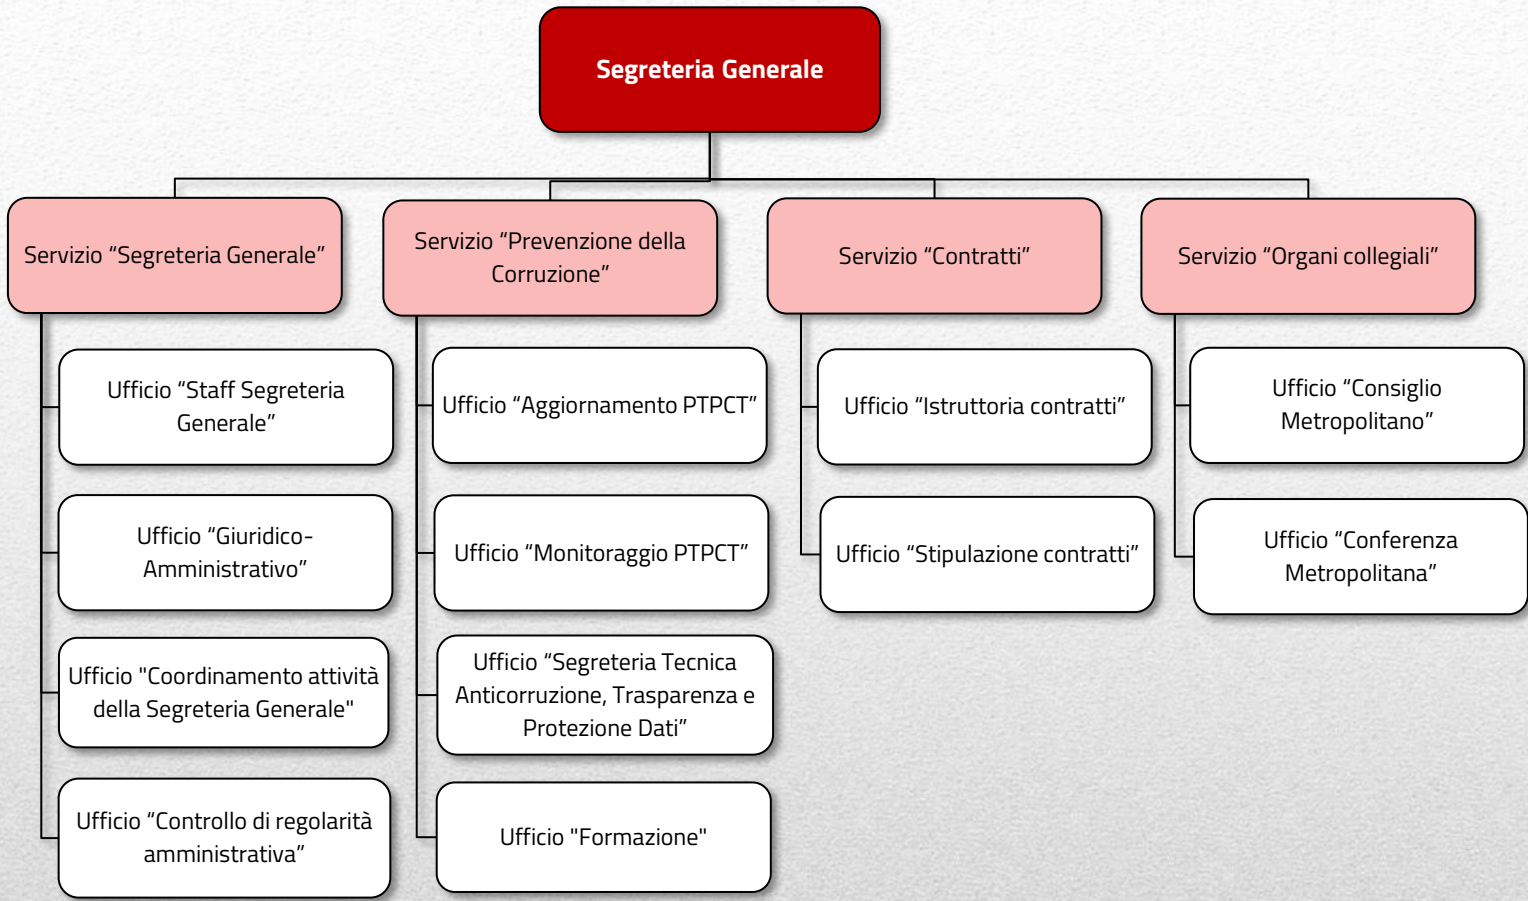 Segreteria Generale
Servizio “Segreteria Generale”
Servizio “Prevenzione della
Corruzione”
Servizio “Contratti”
Servizio “Organi collegiali”
Ufficio “Staff Segreteria
Generale”
Ufficio “Giuridico-
Amministrativo”
Ufficio "Coordinamento attività
della Segreteria Generale"
Ufficio “Controllo di regolarità
amministrativa”
Ufficio “Aggiornamento PTPCT”
Ufficio “Monitoraggio PTPCT”
Ufficio “Segreteria Tecnica
Anticorruzione, Trasparenza e
Protezione Dati”
Ufficio "Formazione"
Ufficio “Istruttoria contratti”
Ufficio “Stipulazione contratti”
Ufficio “Consiglio
Metropolitano”
Ufficio “Conferenza
Metropolitana”